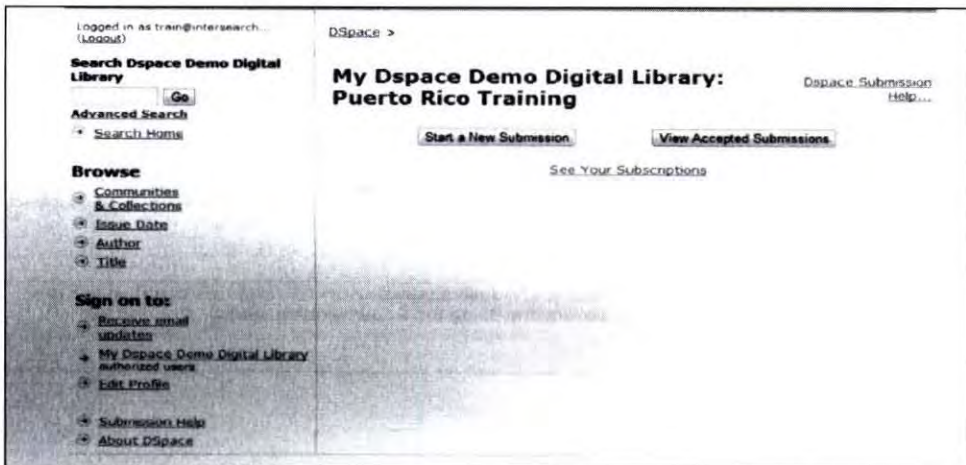 Logged in as train@intersearch...
(Logout)
Search Dspace Demo Digital
Library
Go
Advanced Search
Search Home
Browse
Communities
& Collections
Issue Date
Author
Title
Sign on to:
Receive email
updates
My Dspace Demo Digital Library
authorized users
Edit Profile
Submission Help
About DSpace
DSpace >
My Dspace Demo Digital Library:
Puerto Rico Training
Dspace Submission
Help...
Start a New Submission
View Accepted Submissions
See Your Subscriptions